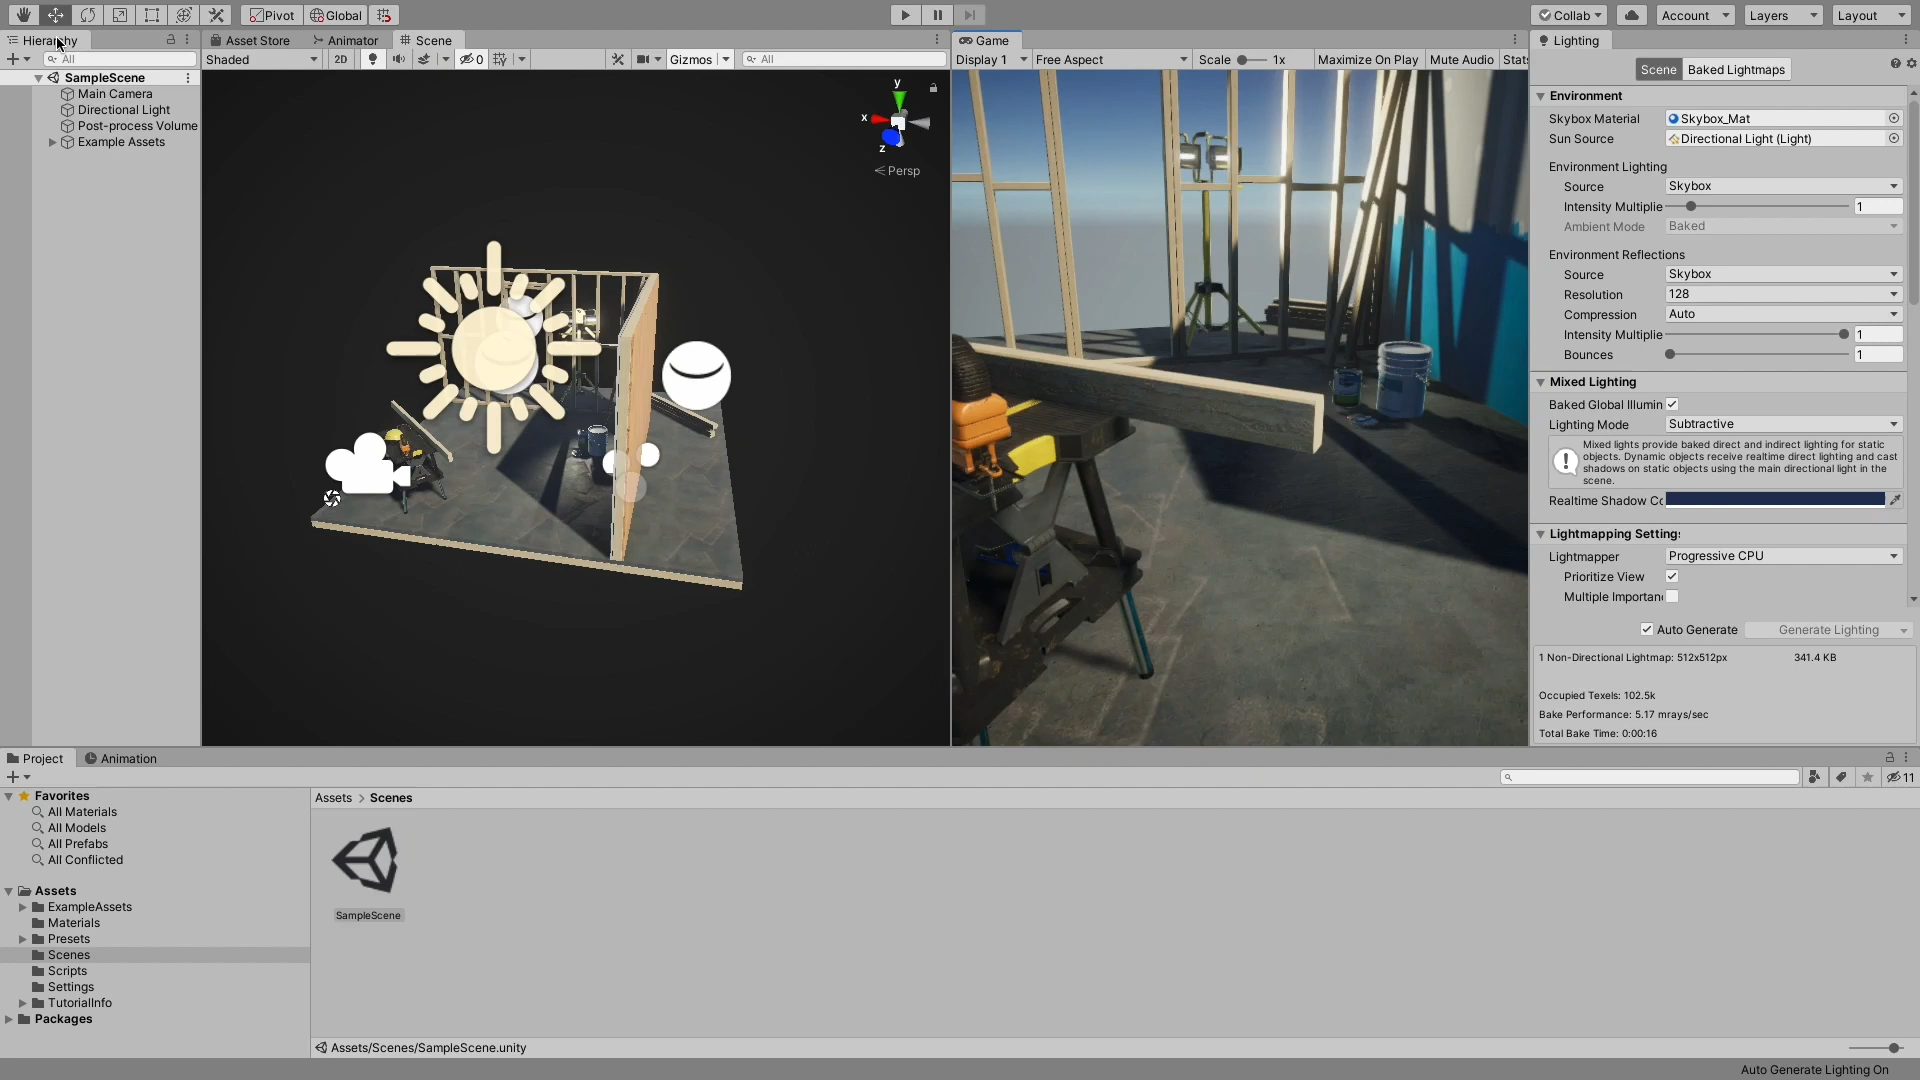 Pivot
Global
Collab
Account
Layers
Layout
Hierarchy
Asset Store
Animator
Scene
Game
Lighting
All
Shaded
2D
0
Gizmos
All
Display 1
Free Aspect
Scale
1x
Maximize On Play
Mute Audio
Stats
Scene
Baked Lightmaps
SampleScene
Main Camera
Directional Light
Post-process Volume
Example Assets
y
x
z
Persp
Environment
Skybox Material
Skybox_Mat
Sun Source
Directional Light (Light)
Environment Lighting
Source
Skybox
Intensity Multiplie
1
Ambient Mode
Baked
Environment Reflections
Source
Skybox
Resolution
128
Compression
Auto
Intensity Multiplie
1
Bounces
1
Mixed Lighting
Baked Global Illumin
Lighting Mode
Subtractive
Mixed lights provide baked direct and indirect lighting for static
objects. Dynamic objects receive realtime direct lighting and cast
shadows on static objects using the main directional light in the
scene.
Realtime Shadow Co
Lightmapping Settings
Lightmapper
Progressive CPU
Prioritize View
Multiple Importanc
Auto Generate
Generate Lighting
1 Non-Directional Lightmap: 512x512px
341.4 KB
Occupied Texels: 102.5k
Bake Performance: 5.17 mrays/sec
Total Bake Time: 0:00:16
Project
Animation
11
Favorites
All Materials
All Models
All Prefabs
All Conflicted
Assets
ExampleAssets
Materials
Presets
Scenes
Scripts
Settings
TutorialInfo
Packages
Assets > Scenes
SampleScene
Assets/Scenes/SampleScene.unity
Auto Generate Lighting On